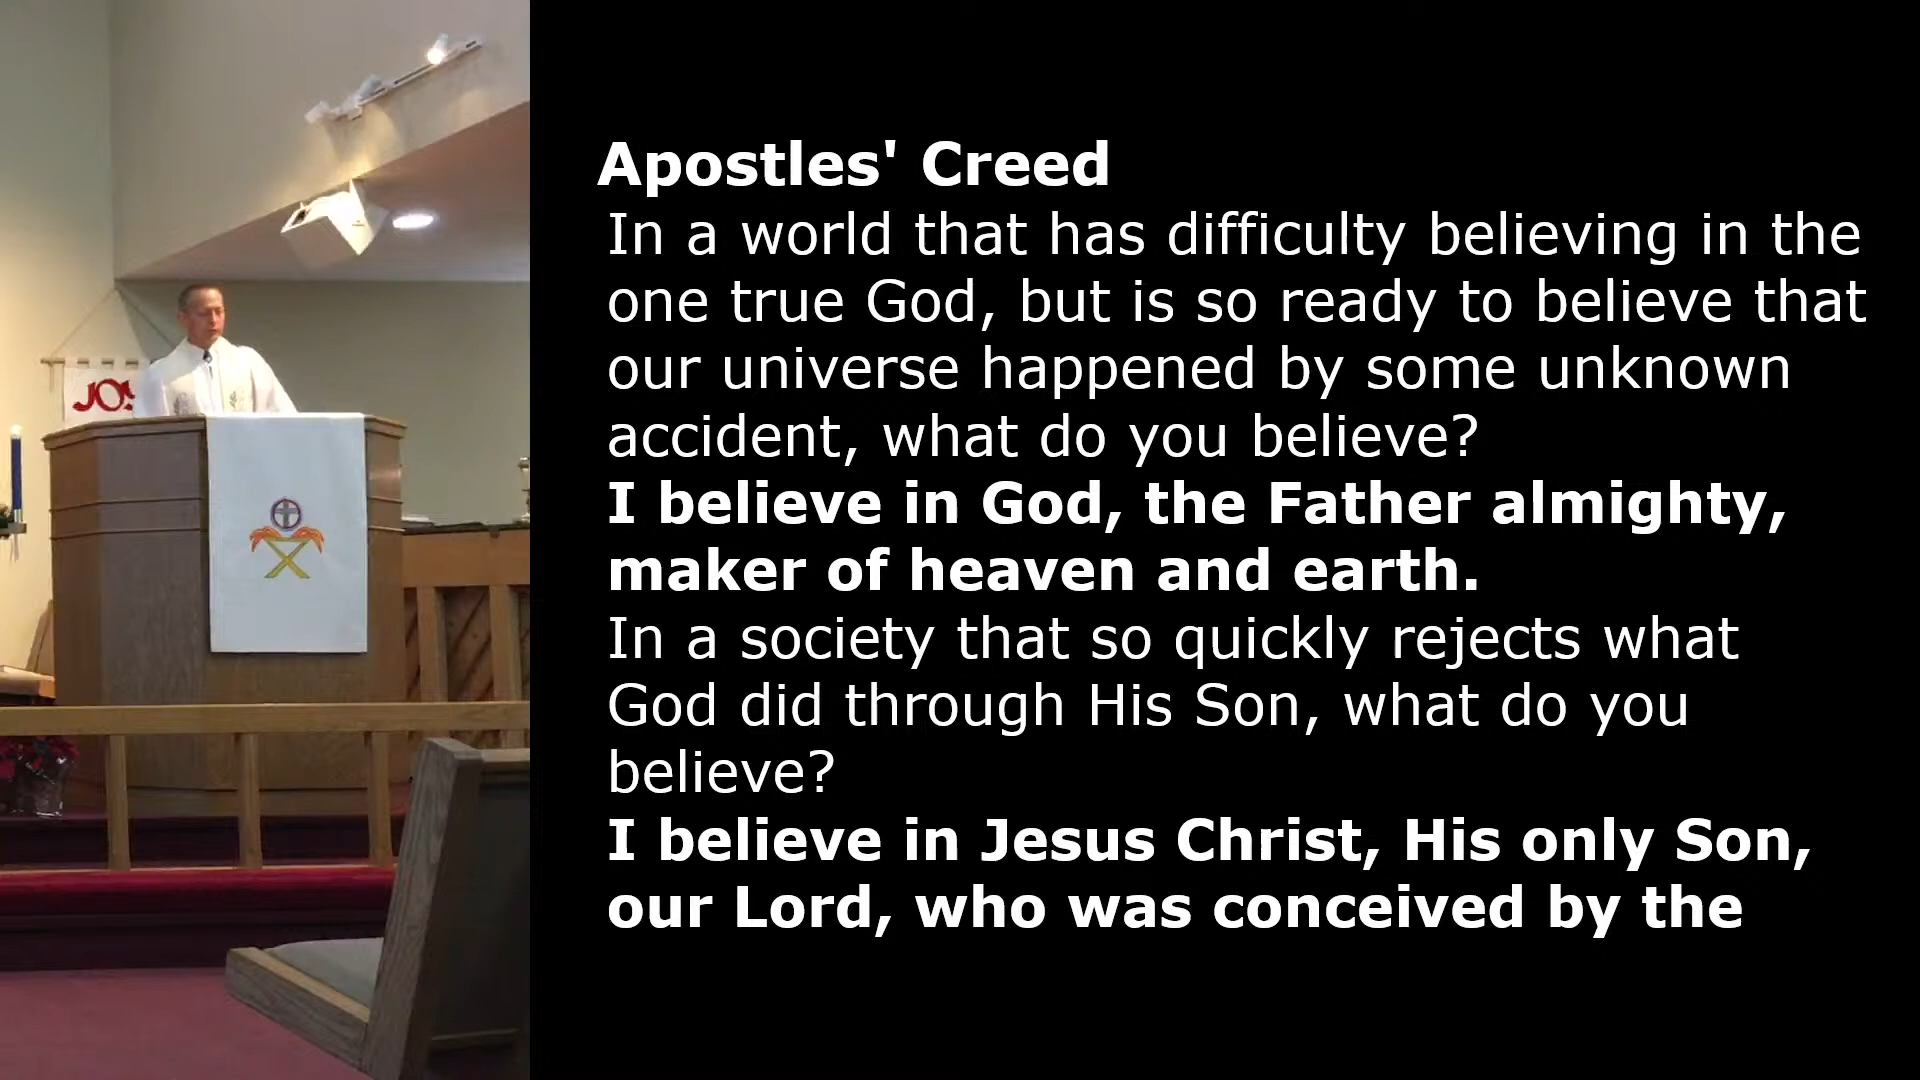 JOS
Apostles' Creed
In a world that has difficulty believing in the
one true God, but is so ready to believe that
our universe happened by some unknown
accident, what do you believe?
I believe in God, the Father almighty,
maker of heaven and earth.
In a society that so quickly rejects what
God did through His Son, what do you
believe?
I believe in Jesus Christ, His only Son,
our Lord, who was conceived by the